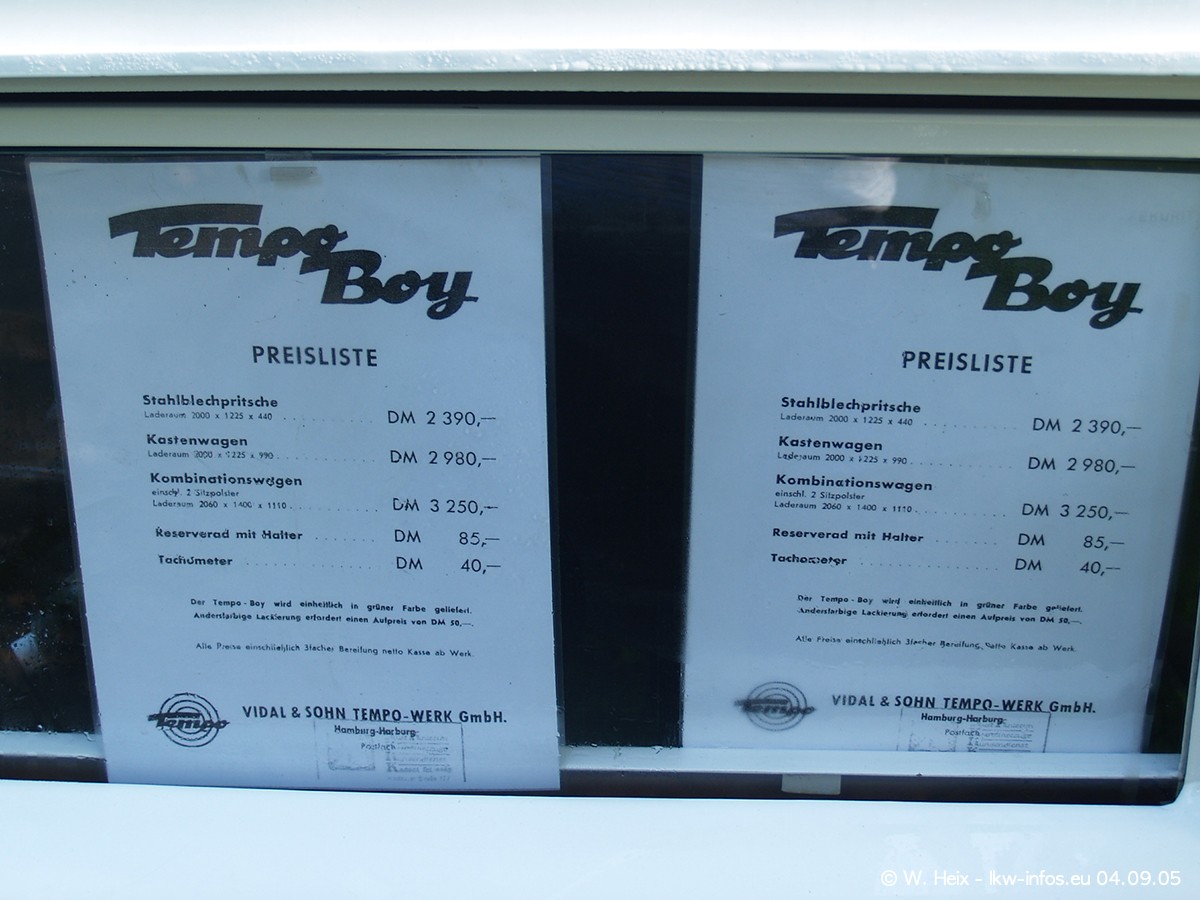 Tempo
Boy
PREISLISTE
Stahlblechpritsche
Laderaum 2000 x 1225 x 440 . . . . . . . . . . DM 2 390,—
Kastenwagen
Laderaum 2000 x 1225 x 990 . . . . . . . . . . DM 2 980,—
Kombinationswagen
einschl. 2 Sitzpolster
Laderaum 2060 x 1400 x 1110 . . . . . . . . . . DM 3 250,—
Reserverad mit Halter . . . . . . . DM 85,—
Tachometer . . . . . . . . . . . . . . DM 40,—
Der Tempo-Boy wird einheitlich in grüner Farbe geliefert.
Andersfarbige Lackierung erfordert einen Aufpreis von DM 50,—.
Alle Preise einschließlich 3facher Bereifung netto Kasse ab Werk.
Tempo
VIDAL & SOHN TEMPO-WERK GmbH.
Hamburg-Harburg:
Postfach
Tempo
Boy
PREISLISTE
Stahlblechpritsche
Laderaum 2000 x 1225 x 440 . . . . . . . . . . DM 2 390,—
Kastenwagen
Laderaum 2000 x 1225 x 990 . . . . . . . . . . DM 2 980,—
Kombinationswagen
einschl. 2 Sitzpolster
Laderaum 2060 x 1400 x 1110 . . . . . . . . . . DM 3 250,—
Reserverad mit Halter . . . . . . . DM 85,—
Tachometer . . . . . . . . . . . . . . DM 40,—
Der Tempo-Boy wird einheitlich in grüner Farbe geliefert.
Andersfarbige Lackierung erfordert einen Aufpreis von DM 50,—.
Alle Preise einschließlich 3facher Bereifung netto Kasse ab Werk.
Tempo
VIDAL & SOHN TEMPO-WERK GmbH.
Hamburg-Harburg:
Postfach
© W. Heix - lkw-infos.eu 04.09.05